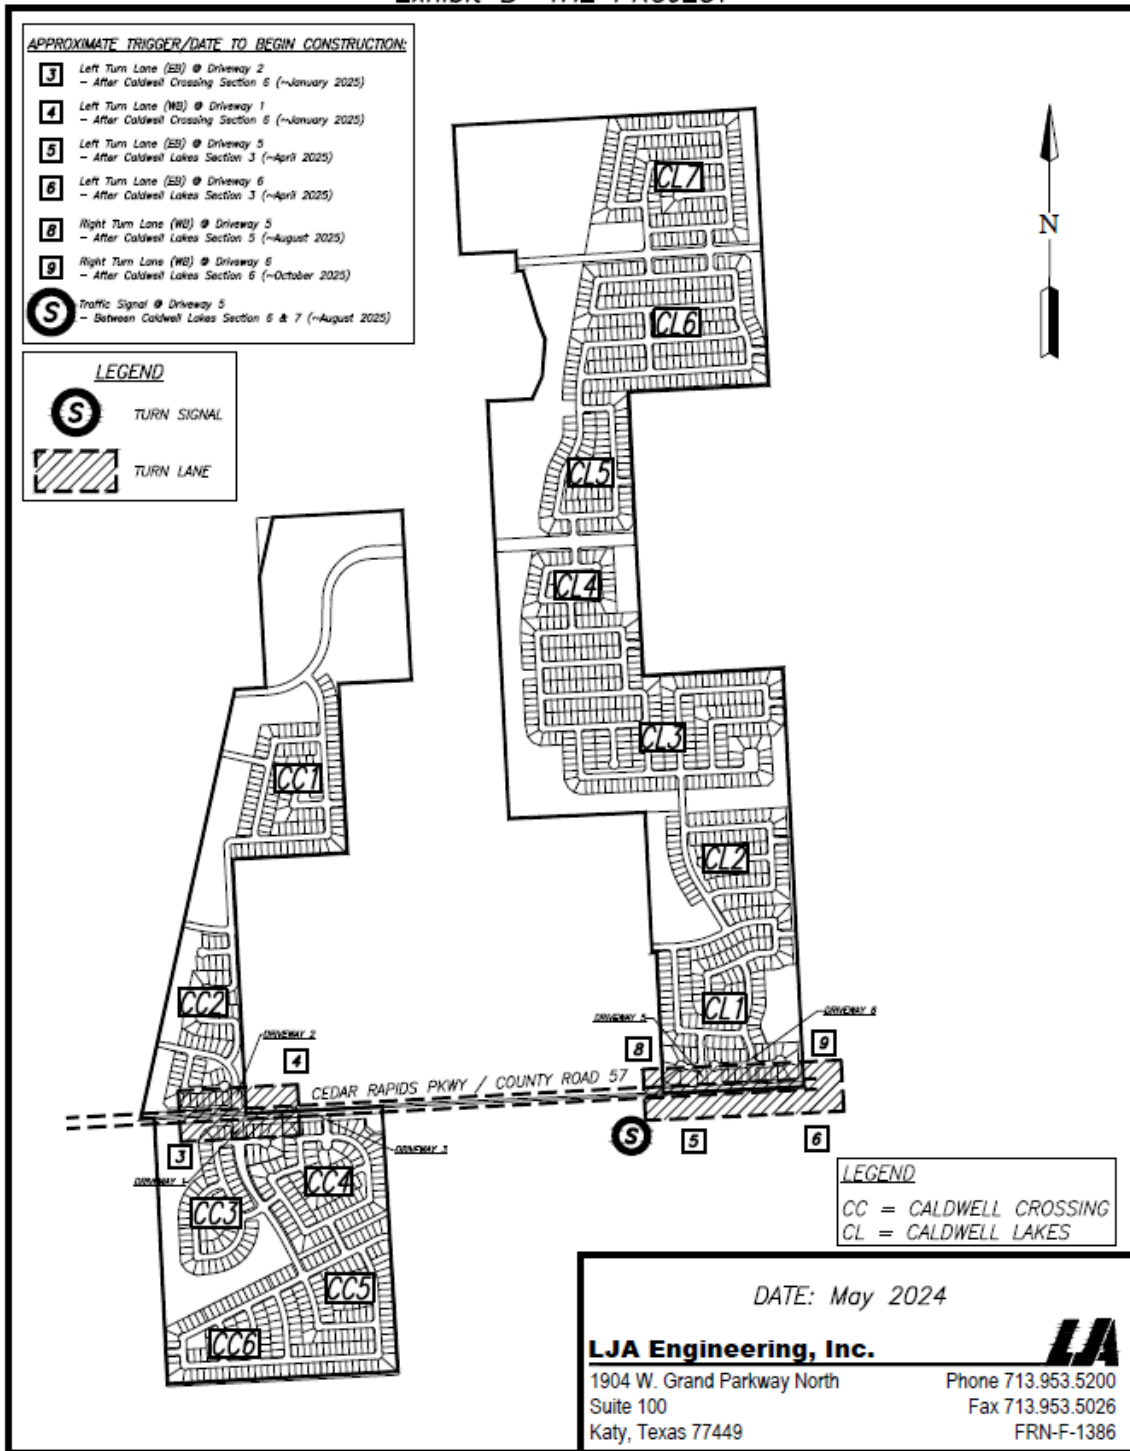 Exhibit B - THE PROJECT
APPROXIMATE TRIGGER/DATE TO BEGIN CONSTRUCTION:
3 Left Turn Lane (EB) @ Driveway 2
- After Caldwell Crossing Section 6 (~January 2025)
4 Left Turn Lane (WB) @ Driveway 1
- After Caldwell Crossing Section 6 (~January 2025)
5 Left Turn Lane (EB) @ Driveway 5
- After Caldwell Lakes Section 3 (~April 2025)
6 Left Turn Lane (EB) @ Driveway 6
- After Caldwell Lakes Section 3 (~April 2025)
8 Right Turn Lane (WB) @ Driveway 5
- After Caldwell Lakes Section 5 (~August 2025)
9 Right Turn Lane (WB) @ Driveway 6
- After Caldwell Lakes Section 6 (~October 2025)
S Traffic Signal @ Driveway 5
- Between Caldwell Lakes Section 6 & 7 (~August 2025)
LEGEND
S TURN SIGNAL
TURN LANE
N
CL7
CL6
CL5
CL4
CL3
CL2
CL1
CC1
CC2
DRIVEWAY 2
4
DRIVEWAY 5
DRIVEWAY 6
8
9
CEDAR RAPIDS PKWY / COUNTY ROAD 57
S
5
6
3
DRIVEWAY 1
DRIVEWAY 3
CC4
CC3
CC5
CC6
LEGEND
CC = CALDWELL CROSSING
CL = CALDWELL LAKES
DATE: May 2024
LJA
LJA Engineering, Inc.
1904 W. Grand Parkway North
Phone 713.953.5200
Suite 100
Fax 713.953.5026
Katy, Texas 77449
FRN-F-1386